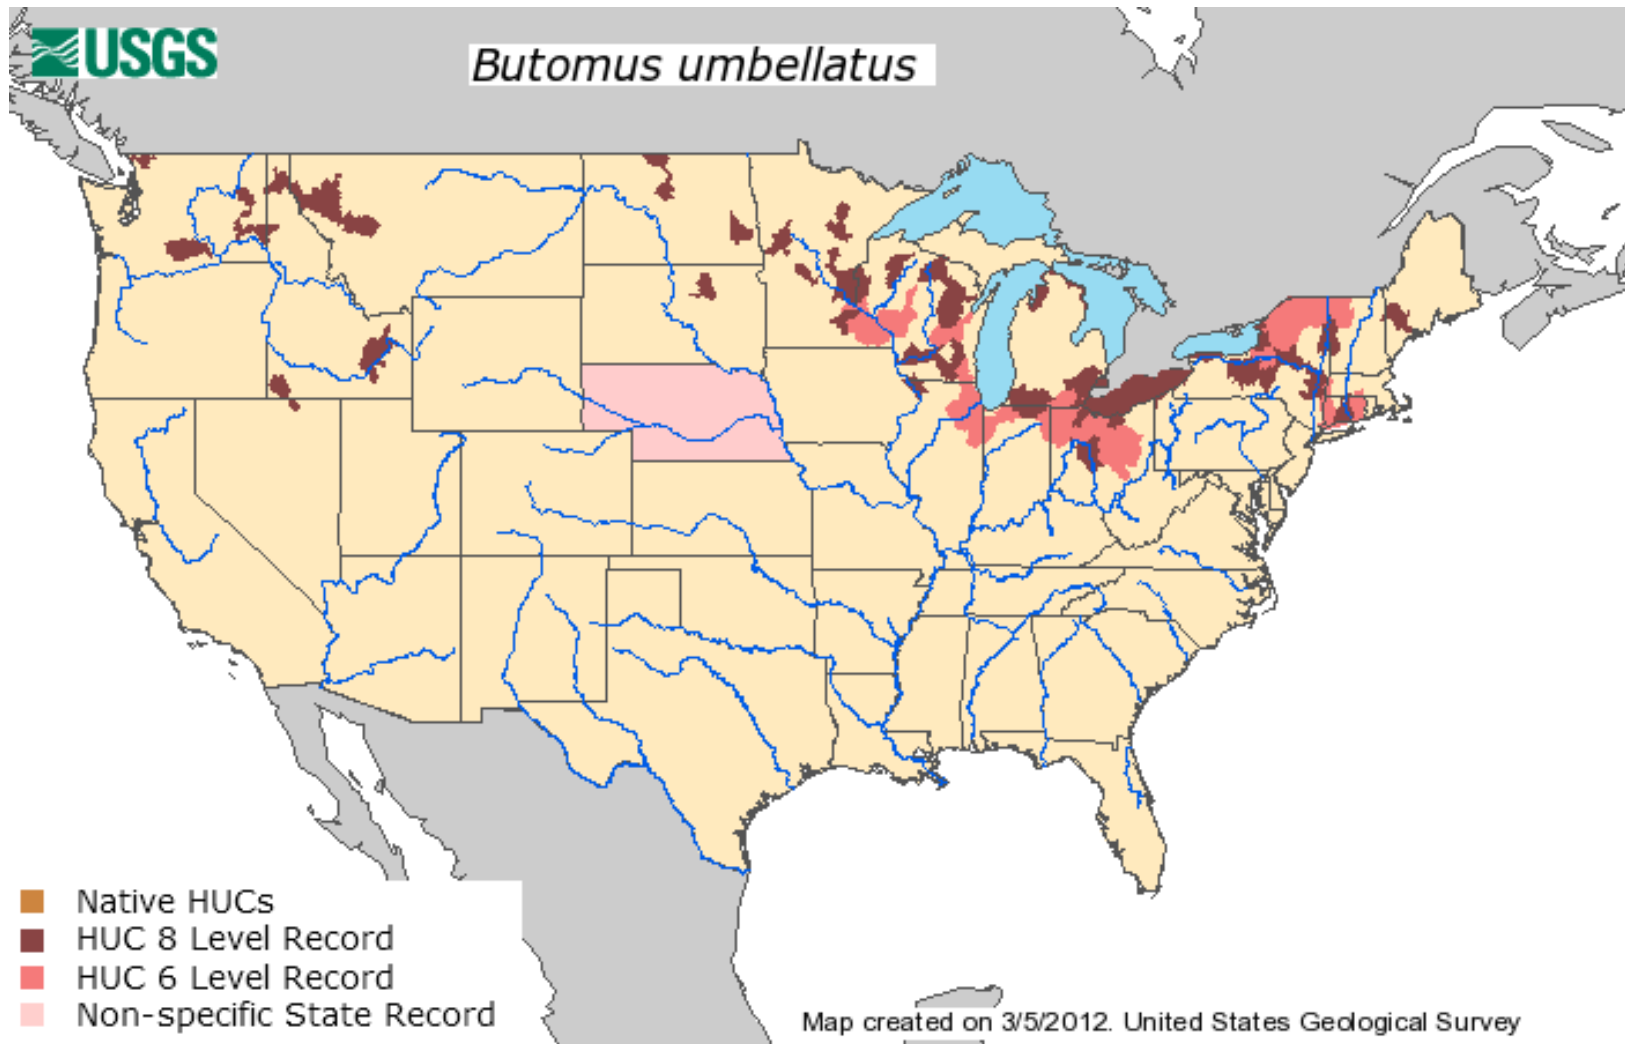 USGS
Butomus umbellatus
Native HUCs
HUC 8 Level Record
HUC 6 Level Record
Non-specific State Record
Map created on 3/5/2012. United States Geological Survey